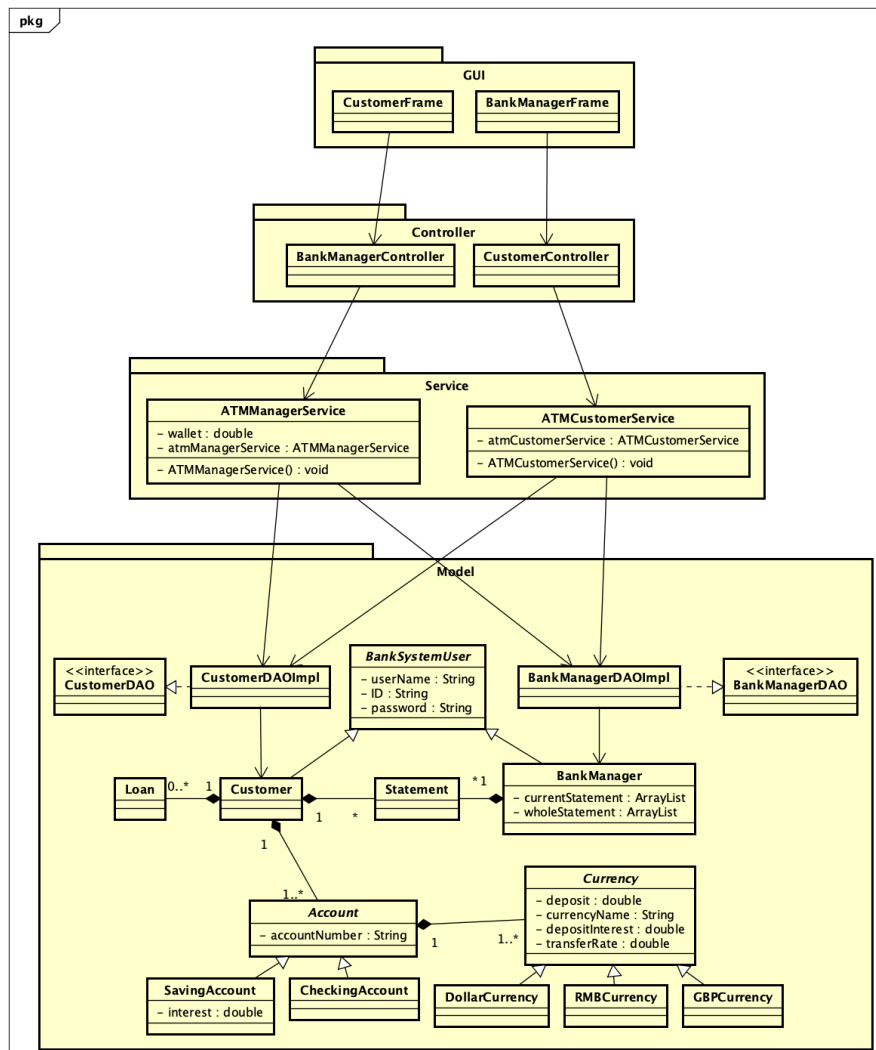 pkg
GUI
CustomerFrame
BankManagerFrame
Controller
BankManagerController
CustomerController
Service
ATMManagerService
- wallet : double
- atmManagerService : ATMManagerService
- ATMManagerService() : void
ATMCustomerService
- atmCustomerService : ATMCustomerService
- ATMCustomerService() : void
Model
<<interface>>
CustomerDAO
CustomerDAOImpl
BankSystemUser
- userName : String
- ID : String
- password : String
BankManagerDAOImpl
<<interface>>
BankManagerDAO
Loan
0..*
1
Customer
1
*
Statement
*
1
BankManager
- currentStatement : ArrayList
- wholeStatement : ArrayList
1
1..*
Account
- accountNumber : String
1
1..*
Currency
- deposit : double
- currencyName : String
- depositInterest : double
- transferRate : double
SavingAccount
- interest : double
CheckingAccount
DollarCurrency
RMBCurrency
GBPCurrency